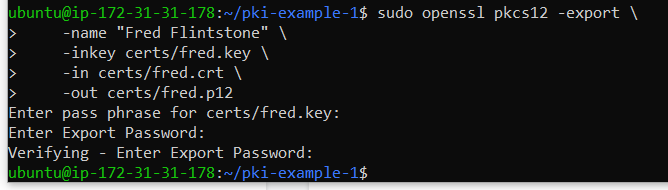 ubuntu@ip-172-31-31-178:~/pki-example-1$ sudo openssl pkcs12 -export \
>     -name "Fred Flintstone" \
>     -inkey certs/fred.key \
>     -in certs/fred.crt \
>     -out certs/fred.p12
Enter pass phrase for certs/fred.key:
Enter Export Password:
Verifying - Enter Export Password:
ubuntu@ip-172-31-31-178:~/pki-example-1$